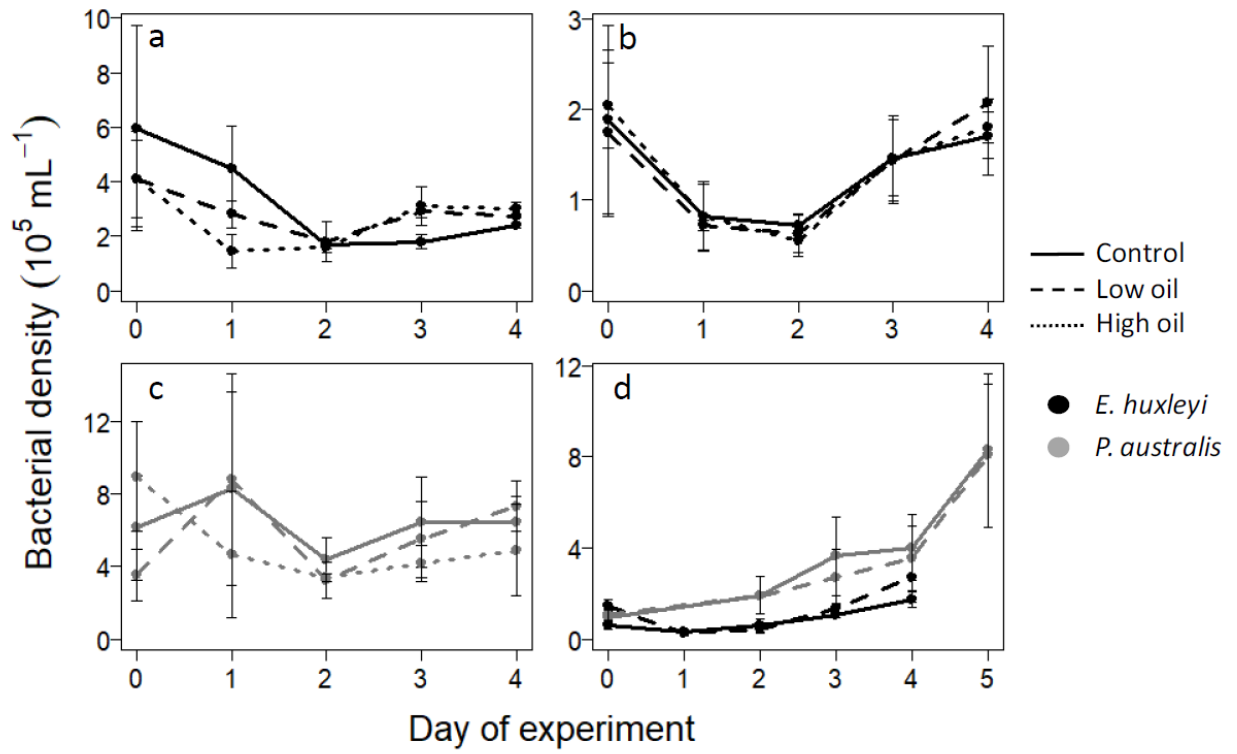 Bacterial density (10⁵ mL⁻¹)
a
10
8
6
4
2
0
0 1 2 3 4
b
3
2
1
0
0 1 2 3 4
Control
Low oil
High oil
E. huxleyi
P. australis
c
12
8
4
0
0 1 2 3 4
d
12
8
4
0
0 1 2 3 4 5
Day of experiment